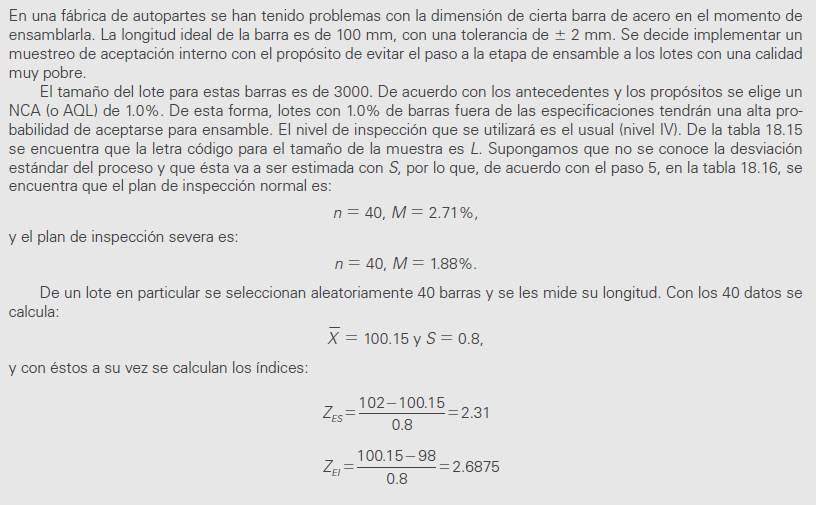 En una fábrica de autopartes se han tenido problemas con la dimensión de cierta barra de acero en el momento de
ensamblarla. La longitud ideal de la barra es de 100 mm, con una tolerancia de ± 2 mm. Se decide implementar un
muestreo de aceptación interno con el propósito de evitar el paso a la etapa de ensamble a los lotes con una calidad
muy pobre.
El tamaño del lote para estas barras es de 3000. De acuerdo con los antecedentes y los propósitos se elige un
NCA (o AQL) de 1.0%. De esta forma, lotes con 1.0% de barras fuera de las especificaciones tendrán una alta pro-
babilidad de aceptarse para ensamble. El nivel de inspección que se utilizará es el usual (nivel IV). De la tabla 18.15
se encuentra que la letra código para el tamaño de la muestra es L. Supongamos que no se conoce la desviación
estándar del proceso y que ésta va a ser estimada con S, por lo que, de acuerdo con el paso 5, en la tabla 18.16, se
encuentra que el plan de inspección normal es:
n = 40, M = 2.71%,
y el plan de inspección severa es:
n = 40, M = 1.88%.
De un lote en particular se seleccionan aleatoriamente 40 barras y se les mide su longitud. Con los 40 datos se
calcula:
X̅ = 100.15 y S = 0.8,
y con éstos a su vez se calculan los índices:
Z_ES = (102−100.15)/0.8 = 2.31
Z_EI = (100.15−98)/0.8 = 2.6875